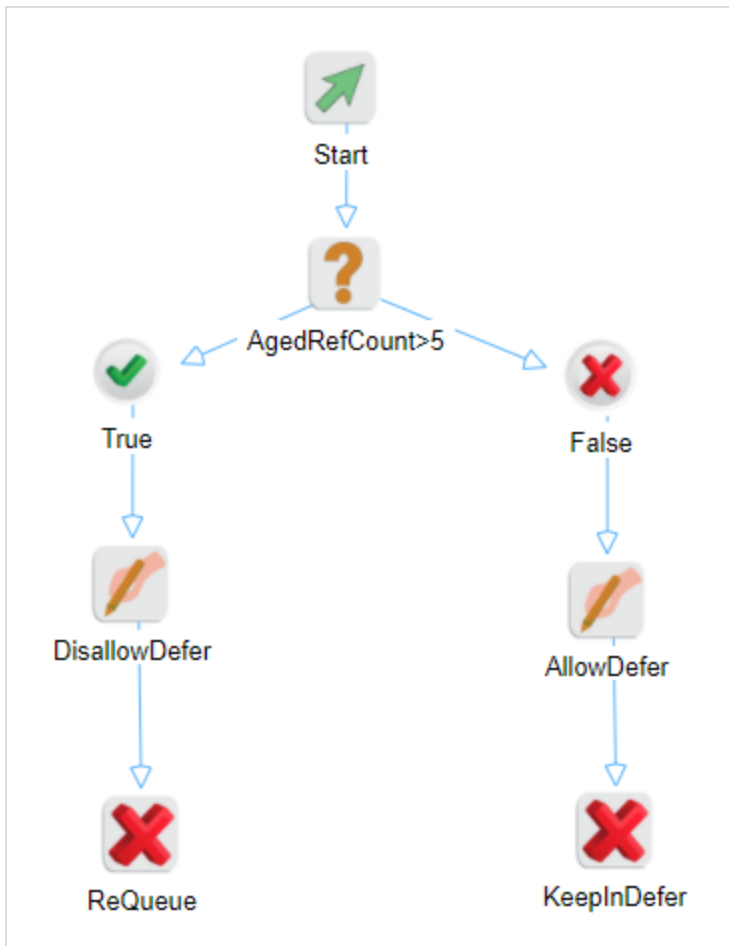 Start
AgedRefCount>5
True
False
DisallowDefer
AllowDefer
ReQueue
KeepInDefer